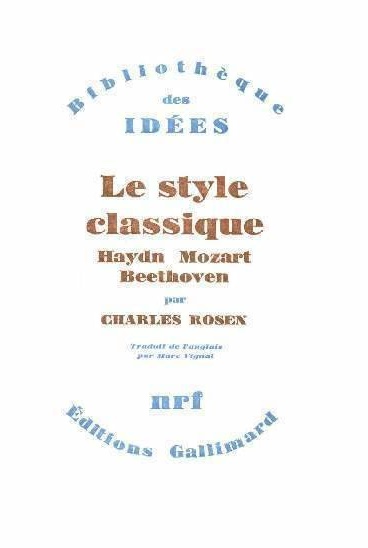 Bibliothèque
des
IDÉES
Le style
classique
Haydn Mozart
Beethoven
par
CHARLES ROSEN
Traduit de l'anglais
par Marc Vignal
nrf
Éditions Gallimard